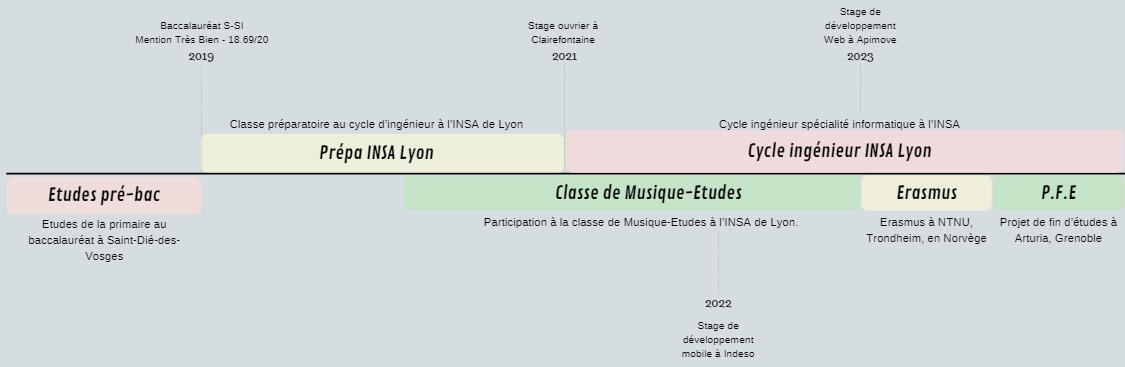 Baccalauréat S-SI
Mention Très Bien - 18.69/20
2019
Stage ouvrier à
Clairefontaine
2021
Stage de
développement
Web à Apimove
2023
Classe préparatoire au cycle d'ingénieur à l'INSA de Lyon
Prépa INSA Lyon
Cycle ingénieur spécialité informatique à l'INSA
Cycle ingénieur INSA Lyon
Etudes pré-bac
Etudes de la primaire au
baccalauréat à Saint-Dié-des-
Vosges
Classe de Musique-Etudes
Participation à la classe de Musique-Etudes à l'INSA de Lyon.
Erasmus
Erasmus à NTNU,
Trondheim, en Norvège
P.F.E
Projet de fin d'études à
Arturia, Grenoble
2022
Stage de
développement
mobile à Indeso